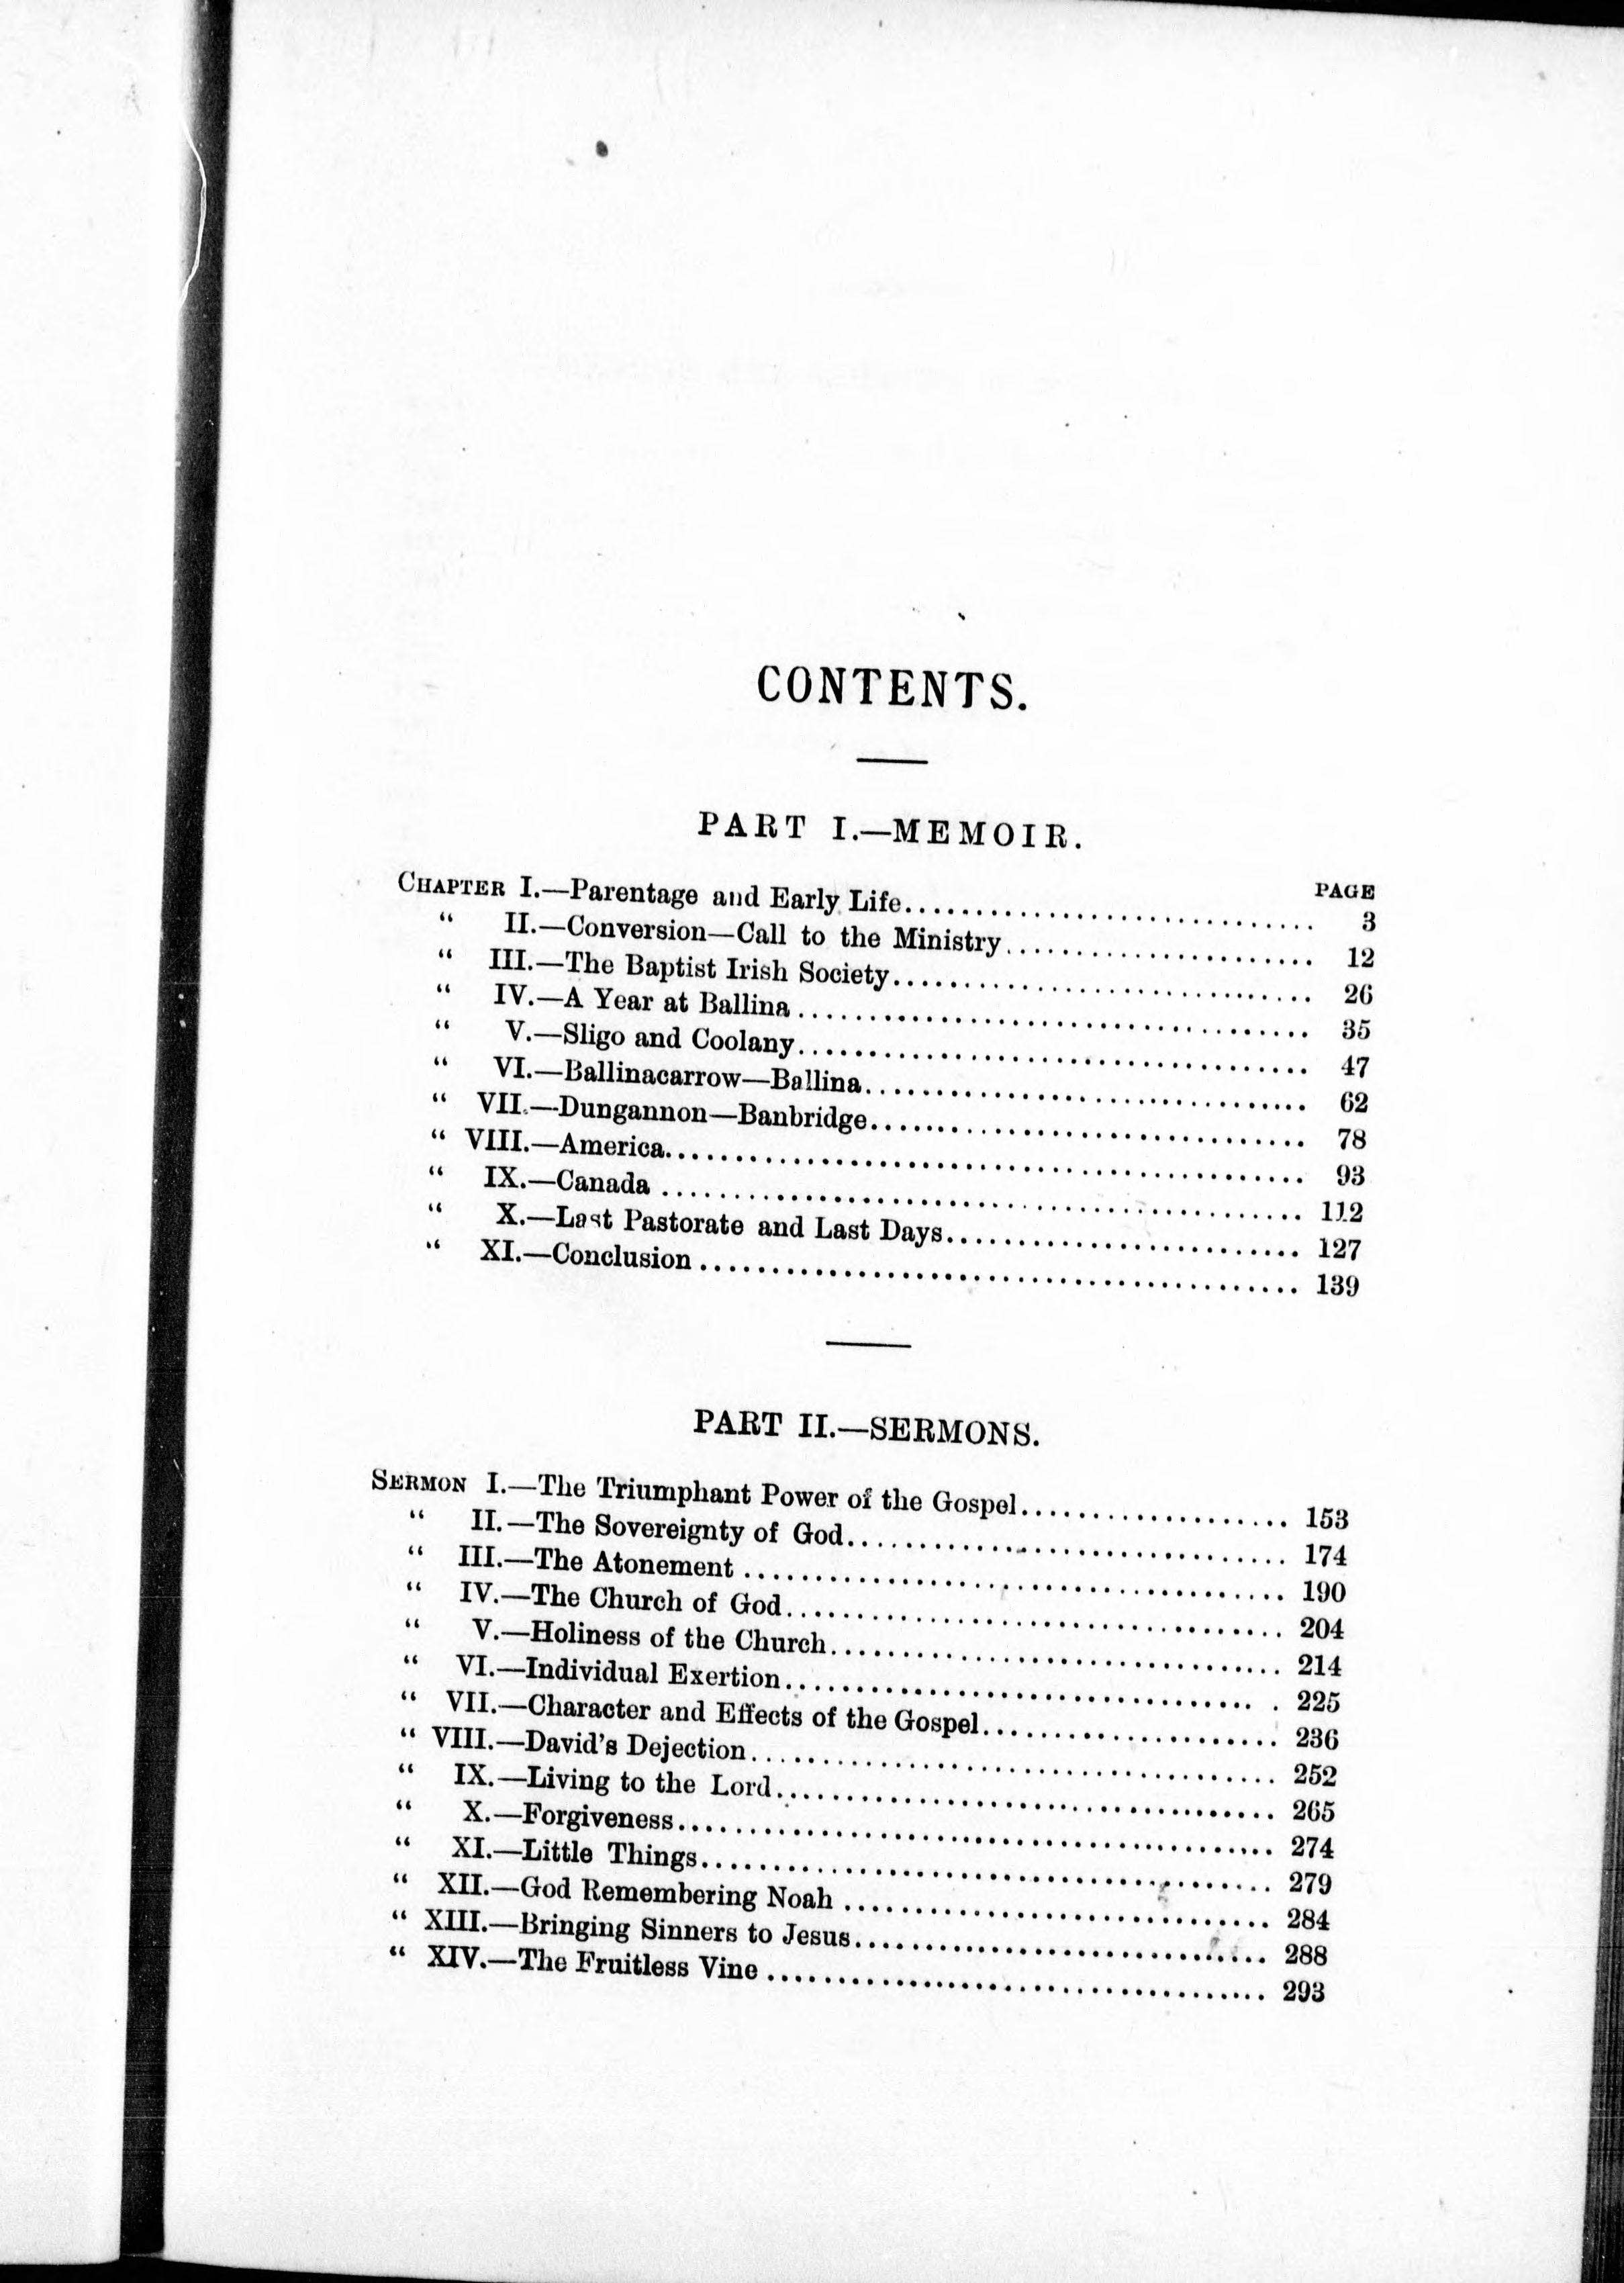 CONTENTS.
PART I.—MEMOIR.
PAGE
CHAPTER I.—Parentage and Early Life.............................. 3
“ II.—Conversion—Call to the Ministry...................... 12
“ III.—The Baptist Irish Society.............................. 26
“ IV.—A Year at Ballina.................................... 35
“ V.—Sligo and Coolany.................................... 47
“ VI.—Ballinacarrow—Ballina................................ 62
“ VII.—Dungannon—Banbridge............................... 78
“ VIII.—America............................................. 93
“ IX.—Canada............................................. 112
“ X.—Last Pastorate and Last Days......................... 127
“ XI.—Conclusion.......................................... 139
PART II.—SERMONS.
SERMON I.—The Triumphant Power of the Gospel................... 153
“ II.—The Sovereignty of God............................... 174
“ III.—The Atonement...................................... 190
“ IV.—The Church of God................................... 204
“ V.—Holiness of the Church................................ 214
“ VI.—Individual Exertion.................................. 225
“ VII.—Character and Effects of the Gospel..................... 236
“ VIII.—David's Dejection..................................... 252
“ IX.—Living to the Lord................................... 265
“ X.—Forgiveness.......................................... 274
“ XI.—Little Things........................................ 279
“ XII.—God Remembering Noah.............................. 284
“ XIII.—Bringing Sinners to Jesus............................. 288
“ XIV.—The Fruitless Vine................................... 293